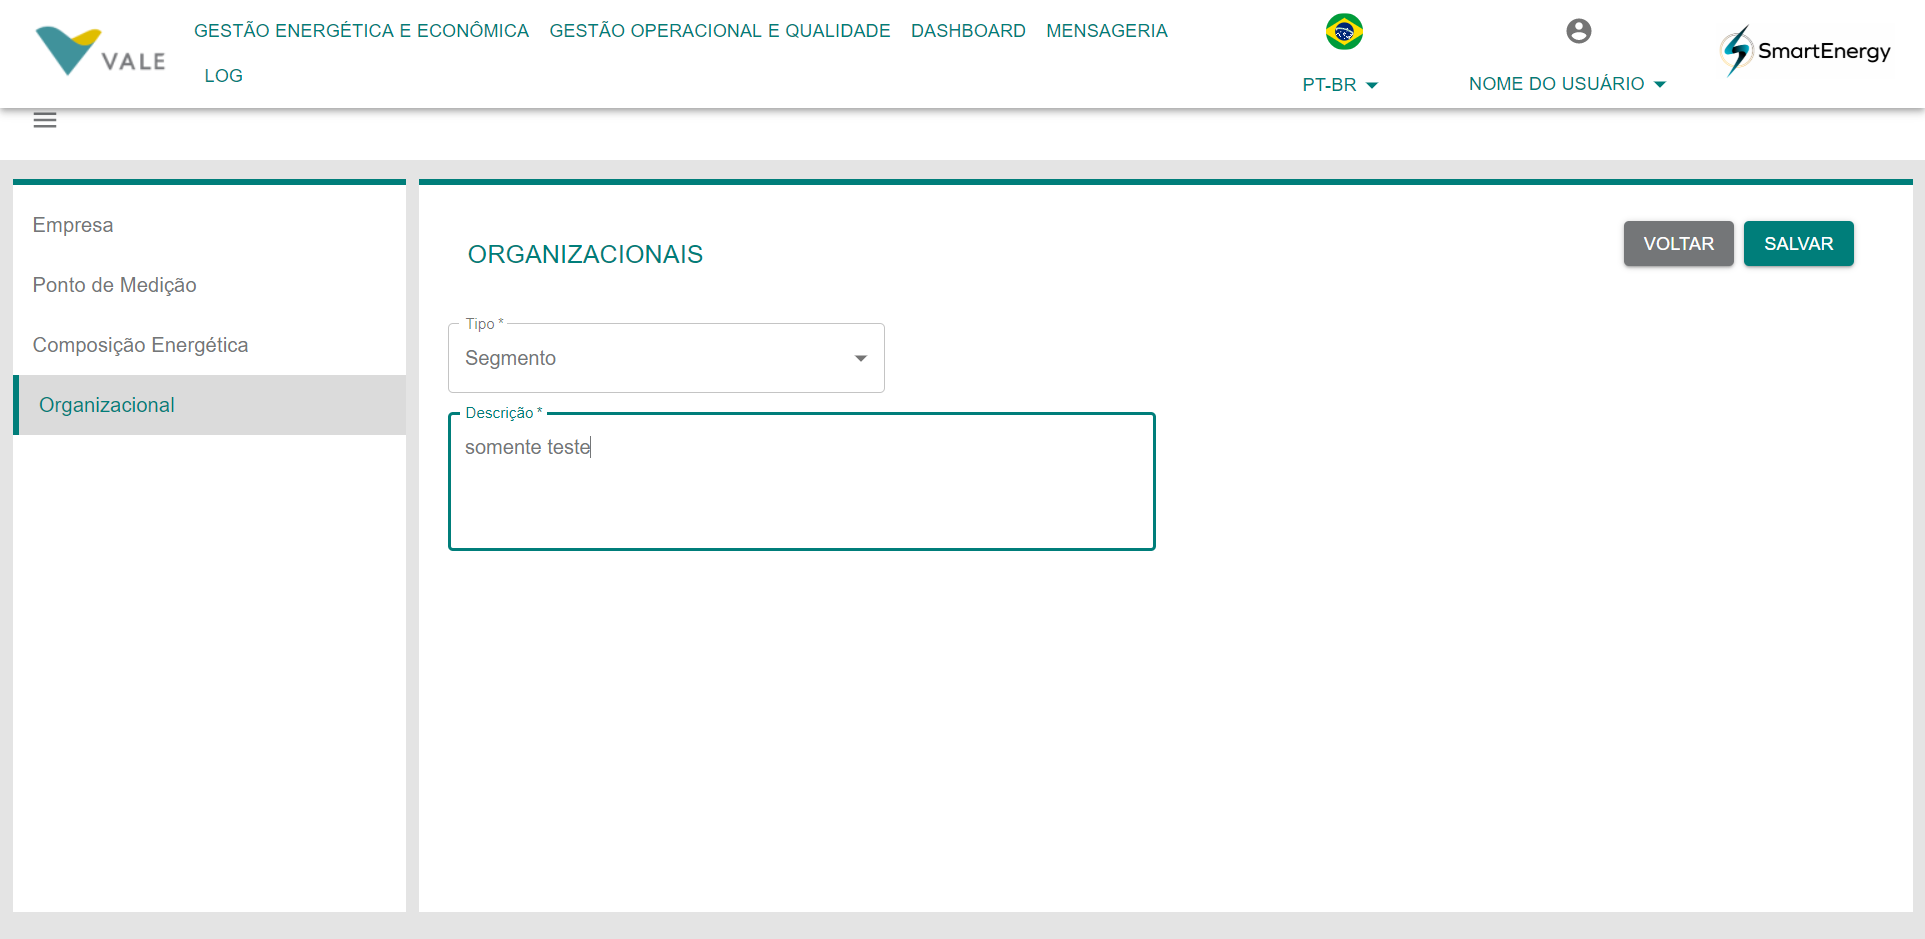 VALE
GESTÃO ENERGÉTICA E ECONÔMICA GESTÃO OPERACIONAL E QUALIDADE DASHBOARD MENSAGERIA
LOG
PT-BR
NOME DO USUÁRIO
SmartEnergy
Empresa
Ponto de Medição
Composição Energética
Organizacional
ORGANIZACIONAIS
VOLTAR
SALVAR
Tipo *
Segmento
Descrição *
somente teste